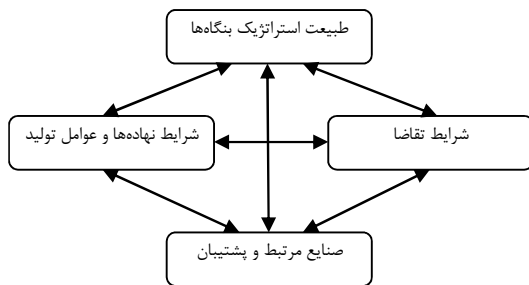 طبیعت استراتژیک بنگاه‌ها
شرایط تقاضا
شرایط نهاده‌ها و عوامل تولید
صنایع مرتبط و پشتیبان